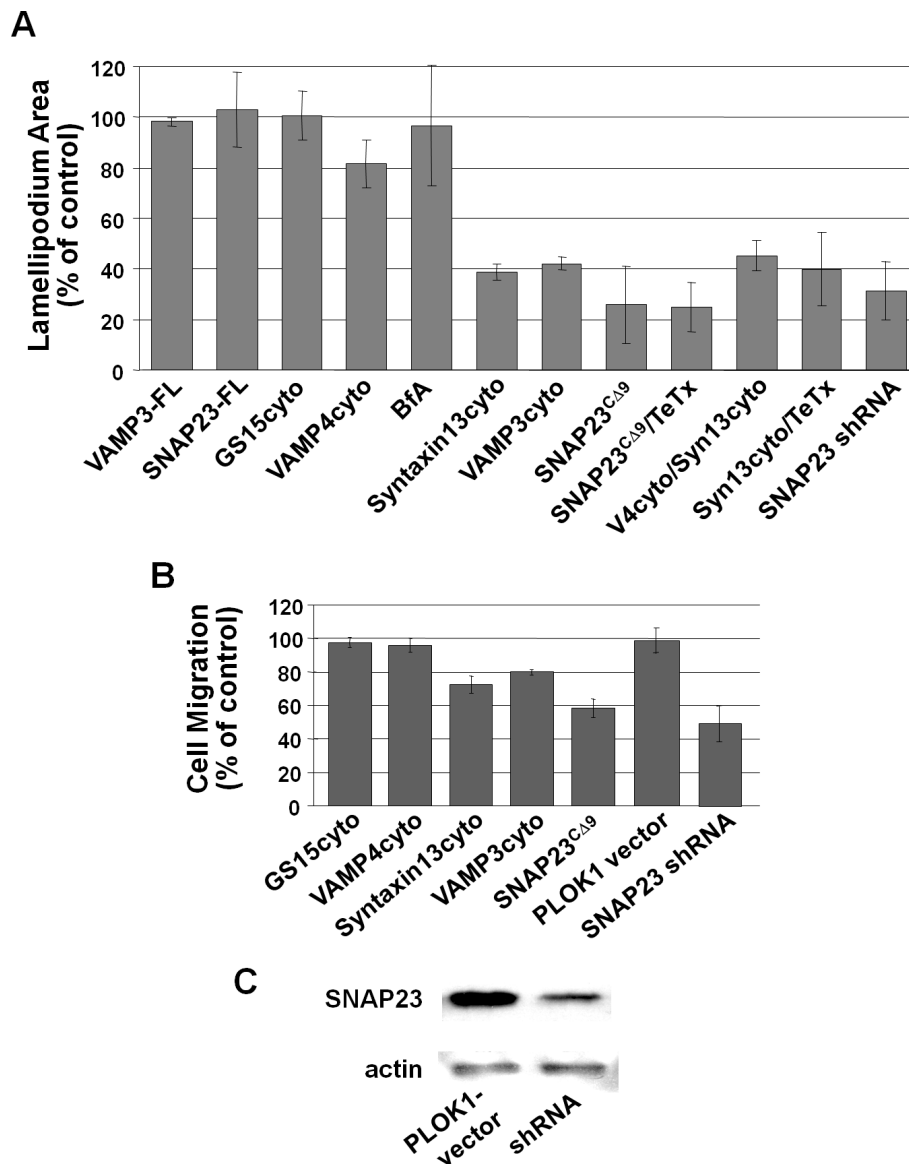 A
Lamellipodium Area
(% of control)
120
100
80
60
40
20
0
VAMP3-FL
SNAP23-FL
GS15cyto
VAMP4cyto
BfA
Syntaxin13cyto
VAMP3cyto
SNAP23CΔ9
SNAP23CΔ9/TeTx
V4cyto/Syn13cyto
Syn13cyto/TeTx
SNAP23 shRNA
B
Cell Migration
(% of control)
120
100
80
60
40
20
0
GS15cyto
VAMP4cyto
Syntaxin13cyto
VAMP3cyto
SNAP23CΔ9
PLOK1 vector
SNAP23 shRNA
C
SNAP23
actin
PLOK1-
vector
shRNA